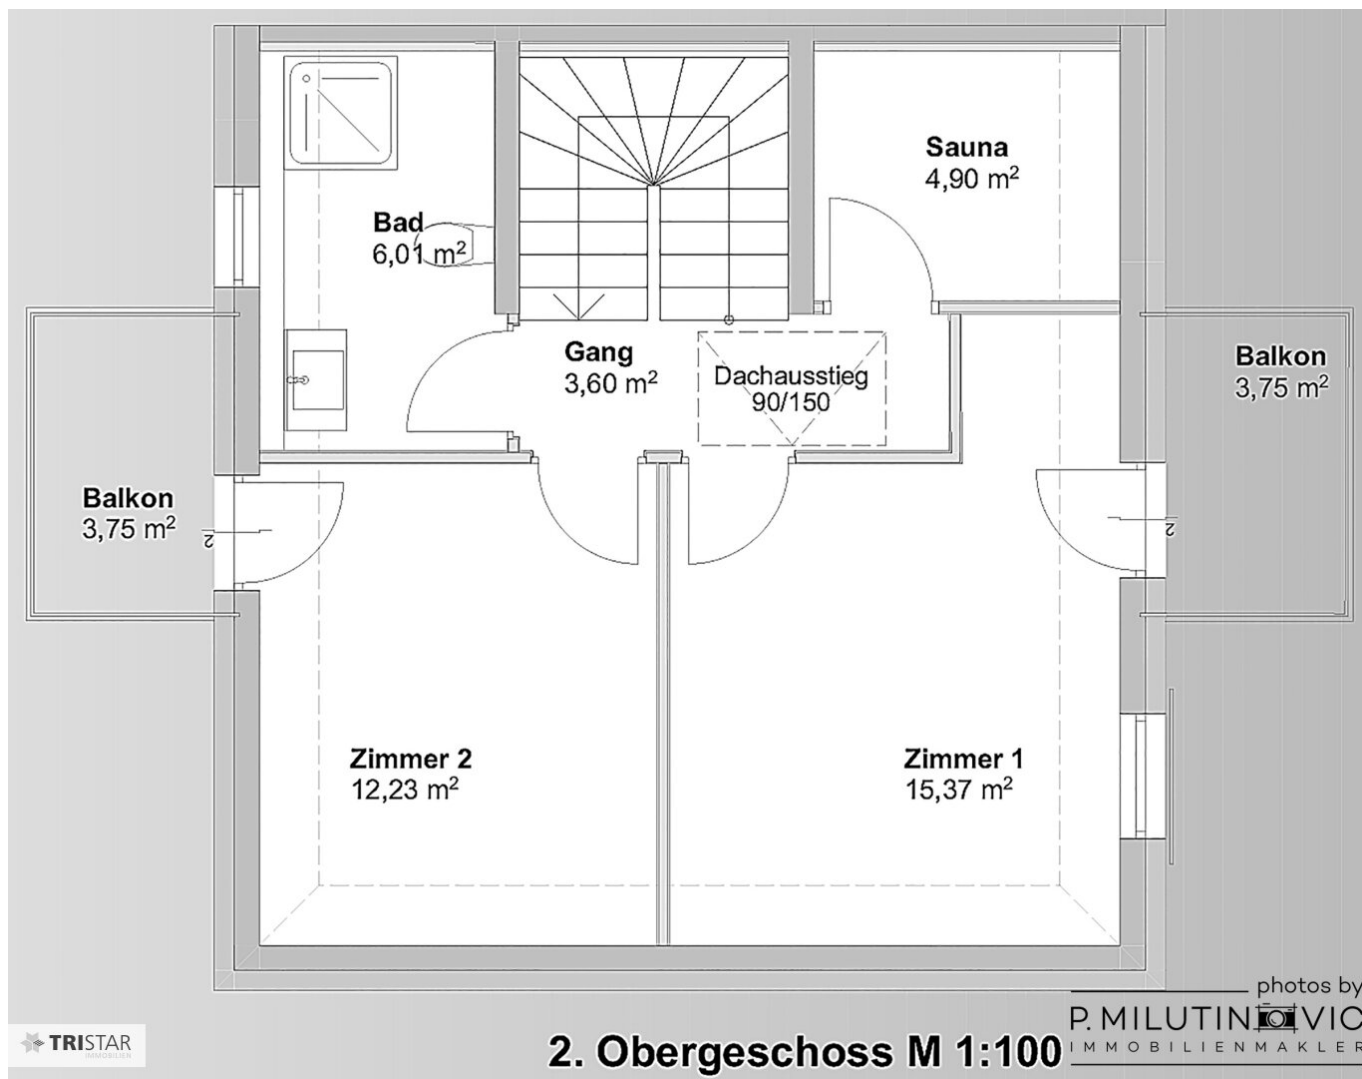 Sauna
4,90 m²
Bad
6,01 m²
Gang
3,60 m²
Dachausstieg
90/150
Balkon
3,75 m²
Balkon
3,75 m²
2
2
Zimmer 2
12,23 m²
Zimmer 1
15,37 m²
2. Obergeschoss M 1:100
TRISTAR
IMMOBILIEN
photos by
P. MILUTINOVIC
IMMOBILIENMAKLER